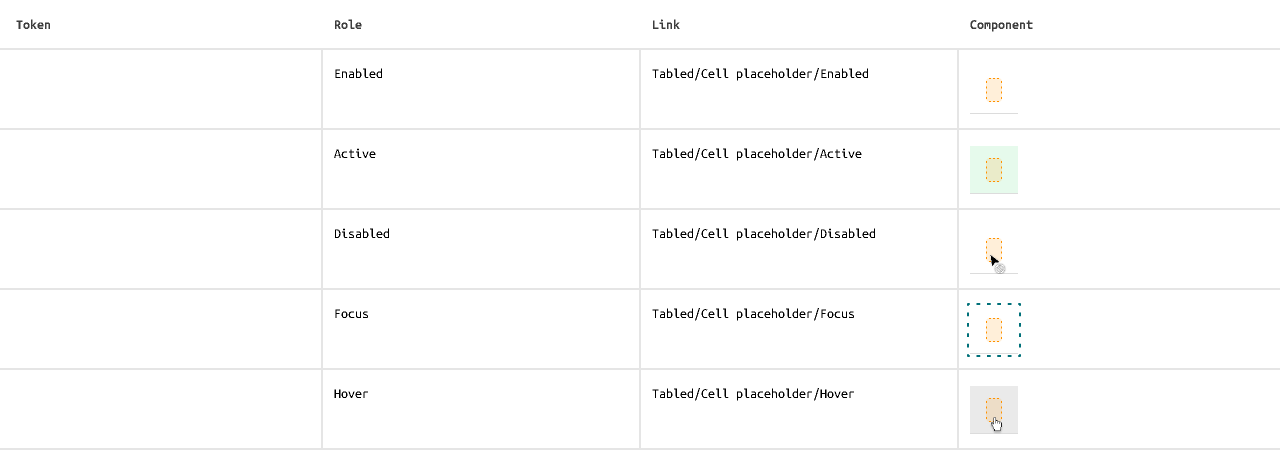 Token Role Link Component
Enabled Tabled/Cell placeholder/Enabled
Active Tabled/Cell placeholder/Active
Disabled Tabled/Cell placeholder/Disabled
Focus Tabled/Cell placeholder/Focus
Hover Tabled/Cell placeholder/Hover